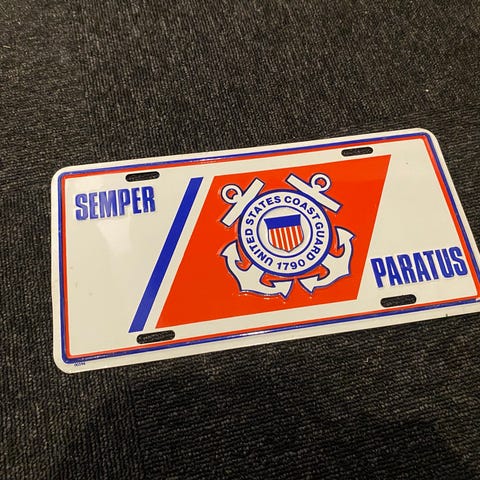 SEMPER
UNITED STATES COAST GUARD
1790
PARATUS